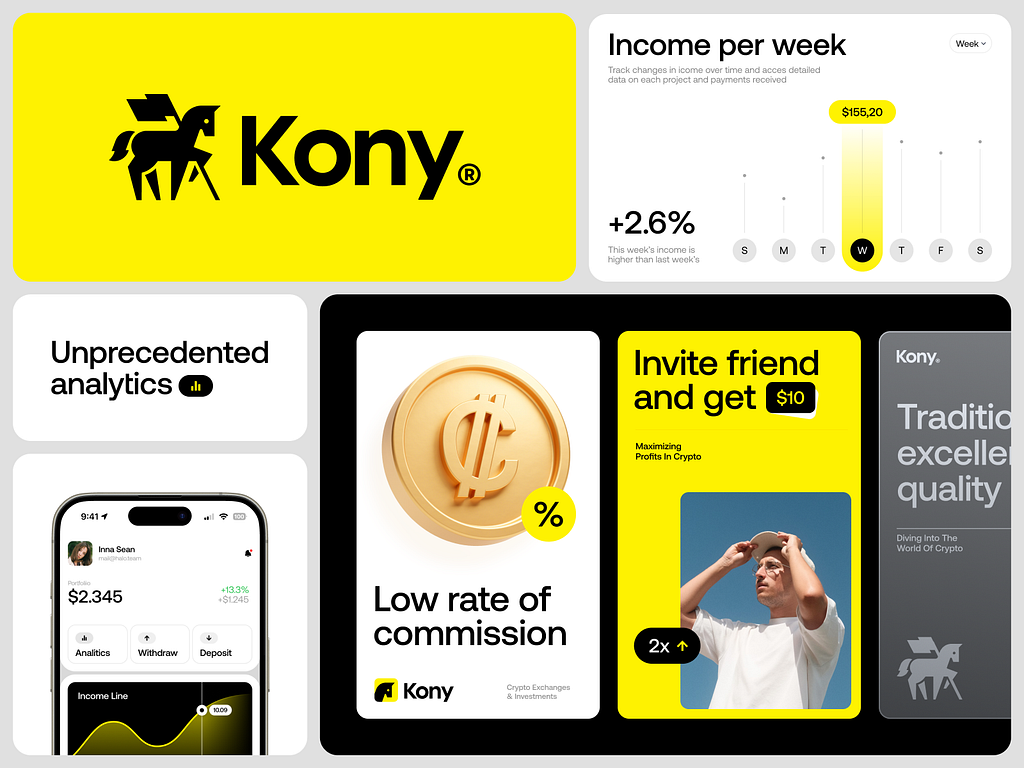 Kony®
Income per week
Week
Track changes in icome over time and acces detailed
data on each project and payments received
$155,20
+2.6%
This week's income is
higher than last week's
S M T W T F S
Unprecedented
analytics
9:41
100
Inna Sean
mail@halo.team
Portfolio
$2.345
+13.3%
+$1.245
Analitics
Withdraw
Deposit
Income Line
10.09
%
Low rate of
commission
Kony
Crypto Exchanges
& Investments
Invite friend
and get $10
Maximizing
Profits In Crypto
2x
Kony®
Traditio
exceller
quality
Diving Into The
World Of Crypto